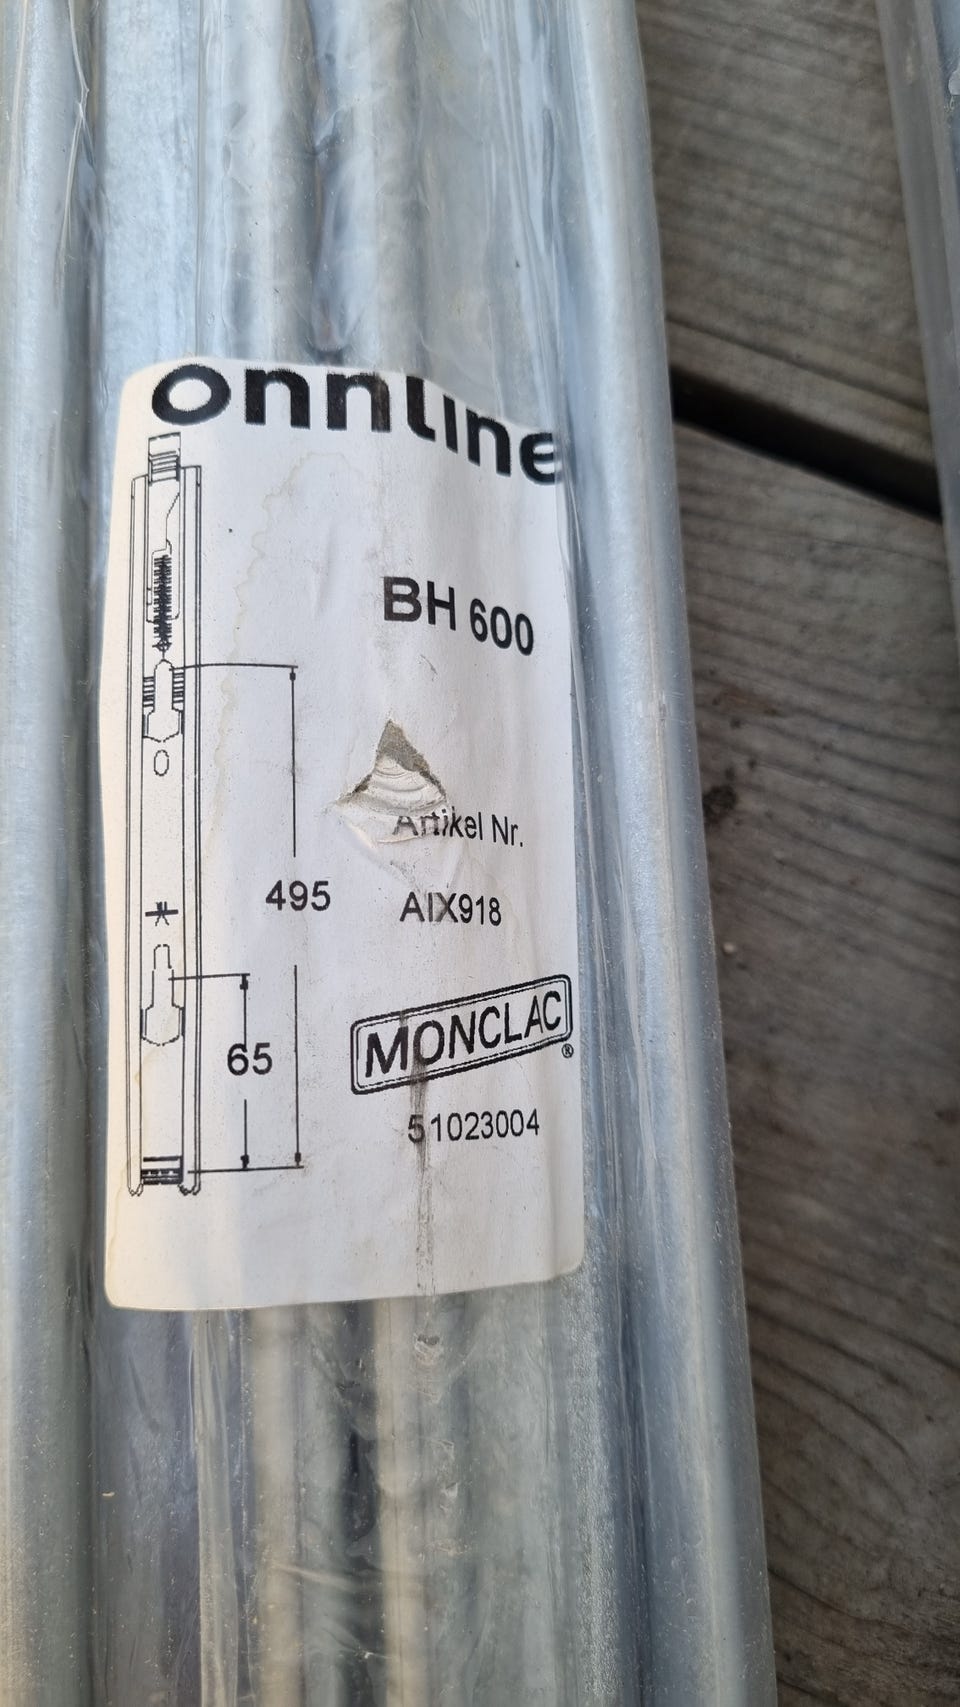 onnline
BH 600
Artikel Nr.
495
AIX918
MONCLAC
®
65
51023004